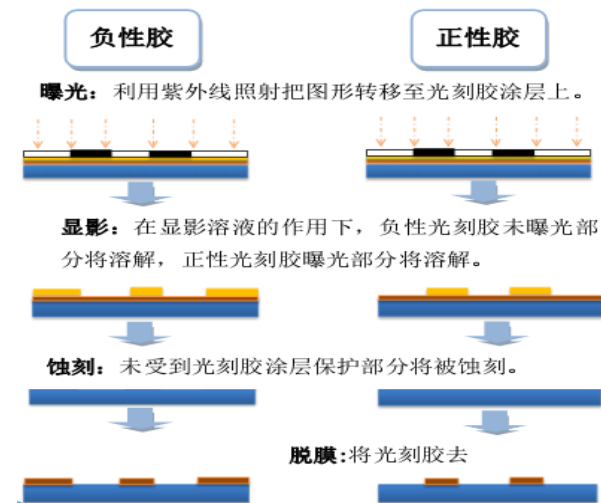 负性胶
正性胶
曝光：利用紫外线照射把图形转移至光刻胶涂层上。
显影：在显影溶液的作用下，负性光刻胶未曝光部
分将溶解，正性光刻胶曝光部分将溶解。
蚀刻：未受到光刻胶涂层保护部分将被蚀刻。
脱膜:将光刻胶去